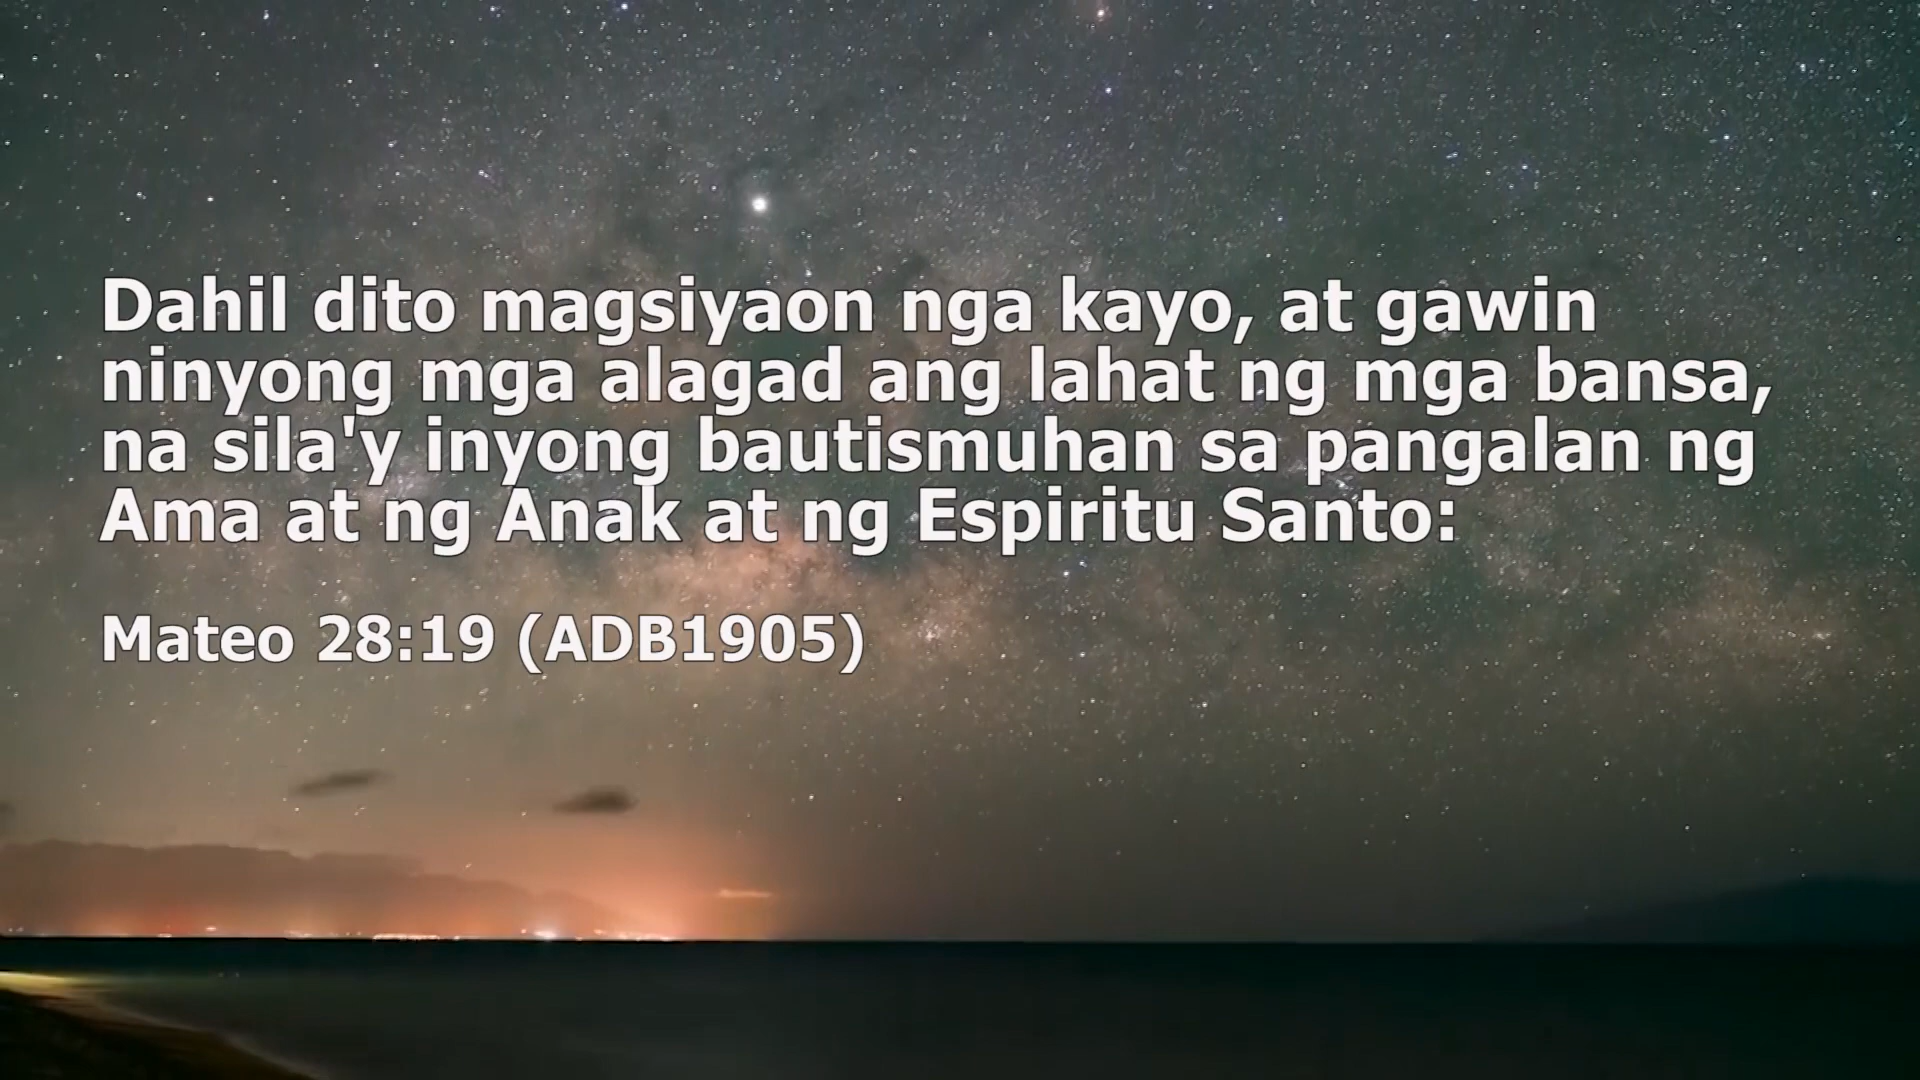 Dahil dito magsiyaon nga kayo, at gawin
ninyong mga alagad ang lahat ng mga bansa,
na sila'y inyong bautismuhan sa pangalan ng
Ama at ng Anak at ng Espiritu Santo:
Mateo 28:19 (ADB1905)